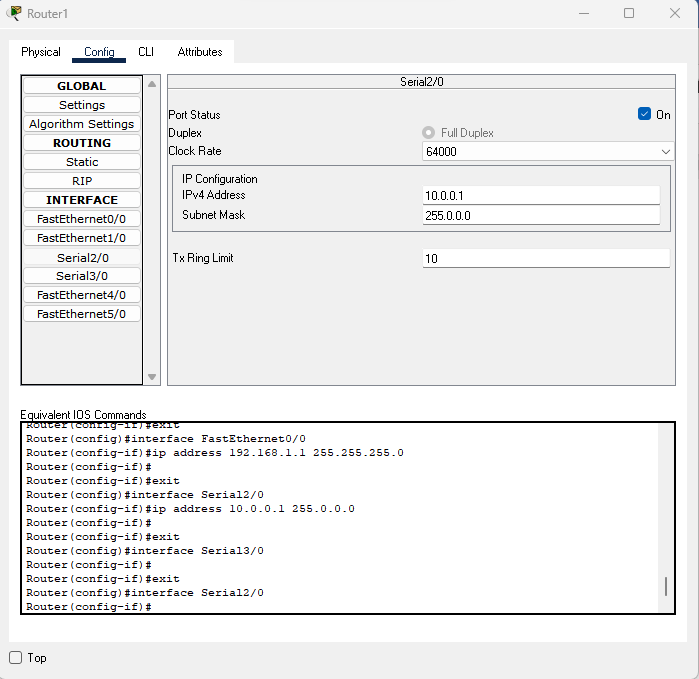 Router1
Physical Config CLI Attributes
GLOBAL
Settings
Algorithm Settings
ROUTING
Static
RIP
INTERFACE
FastEthernet0/0
FastEthernet1/0
Serial2/0
Serial3/0
FastEthernet4/0
FastEthernet5/0
Serial2/0
Port Status On
Duplex Full Duplex
Clock Rate 64000
IP Configuration
IPv4 Address 10.0.0.1
Subnet Mask 255.0.0.0
Tx Ring Limit 10
Equivalent IOS Commands
Router(config-if)#exit
Router(config)#interface FastEthernet0/0
Router(config-if)#ip address 192.168.1.1 255.255.255.0
Router(config-if)#
Router(config-if)#exit
Router(config)#interface Serial2/0
Router(config-if)#ip address 10.0.0.1 255.0.0.0
Router(config-if)#
Router(config-if)#exit
Router(config)#interface Serial3/0
Router(config-if)#
Router(config-if)#exit
Router(config)#interface Serial2/0
Router(config-if)#
Top